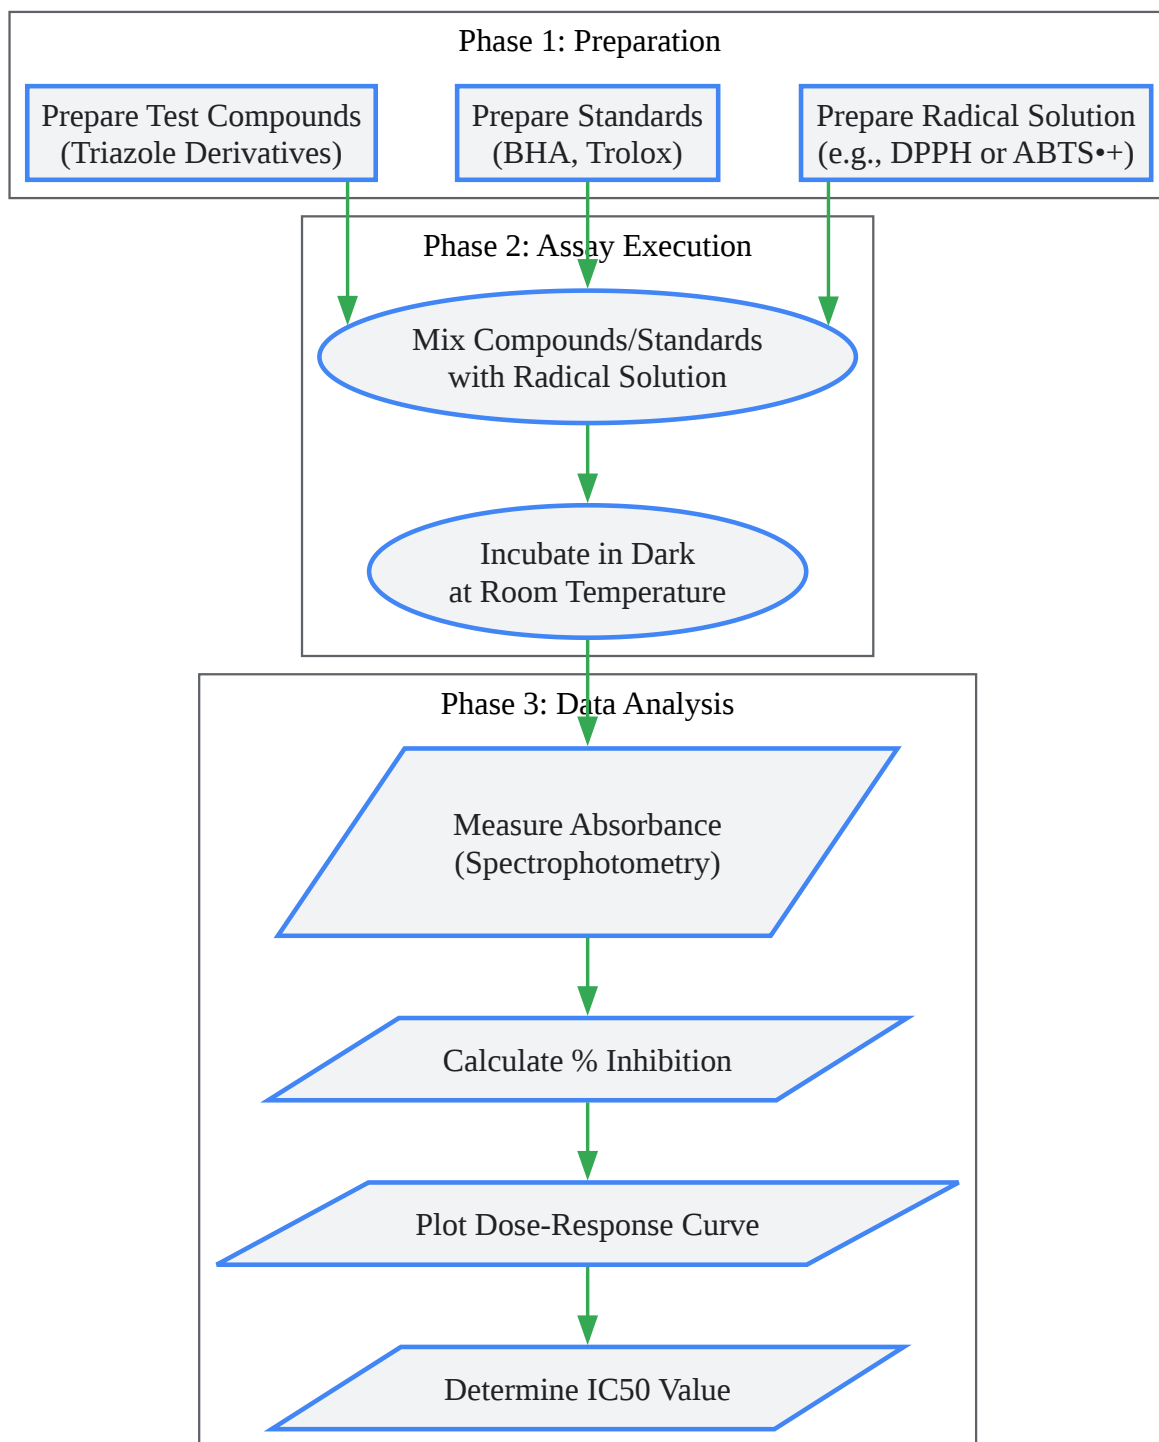 Phase 1: Preparation
Prepare Test Compounds
(Triazole Derivatives)
Prepare Standards
(BHA, Trolox)
Prepare Radical Solution
(e.g., DPPH or ABTS•+)
Phase 2: Assay Execution
Mix Compounds/Standards
with Radical Solution
Incubate in Dark
at Room Temperature
Phase 3: Data Analysis
Measure Absorbance
(Spectrophotometry)
Calculate % Inhibition
Plot Dose-Response Curve
Determine IC50 Value